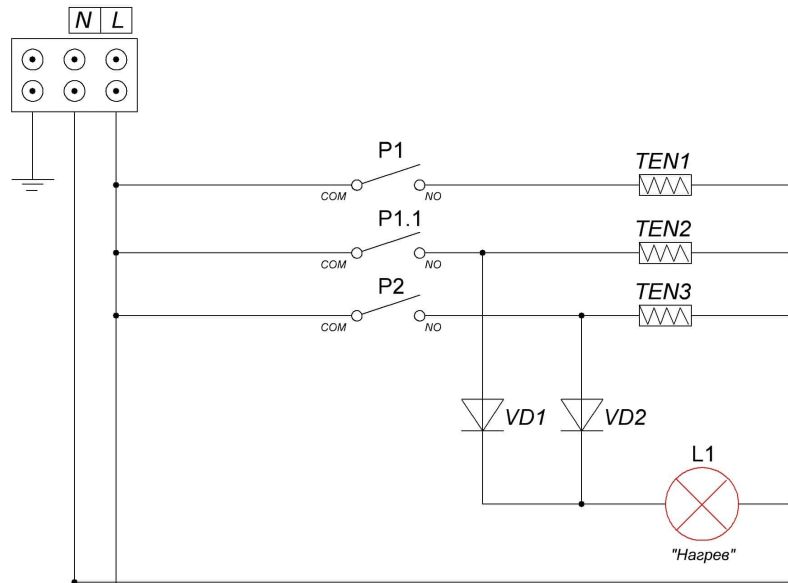 N L
P1
TEN1
COM
NO
P1.1
TEN2
COM
NO
P2
TEN3
COM
NO
VD1
VD2
L1
"Нагрев"